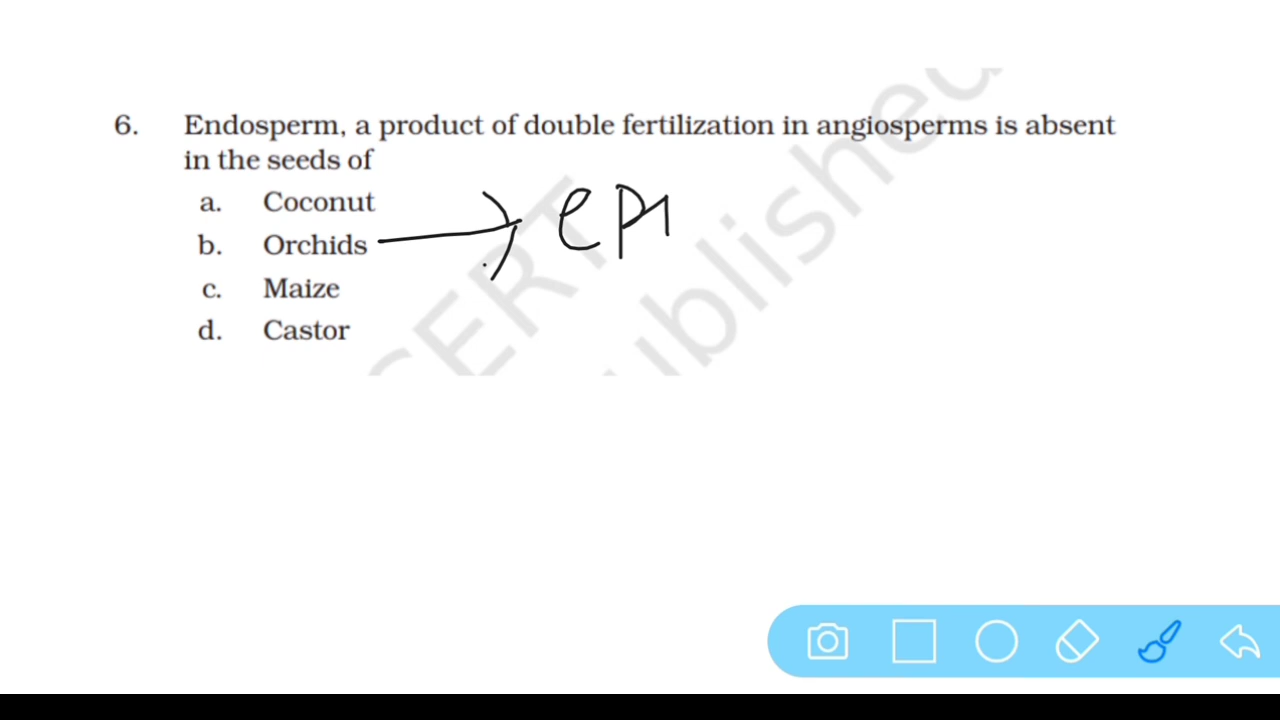 6. Endosperm, a product of double fertilization in angiosperms is absent
in the seeds of
a. Coconut
b. Orchids
c. Maize
d. Castor